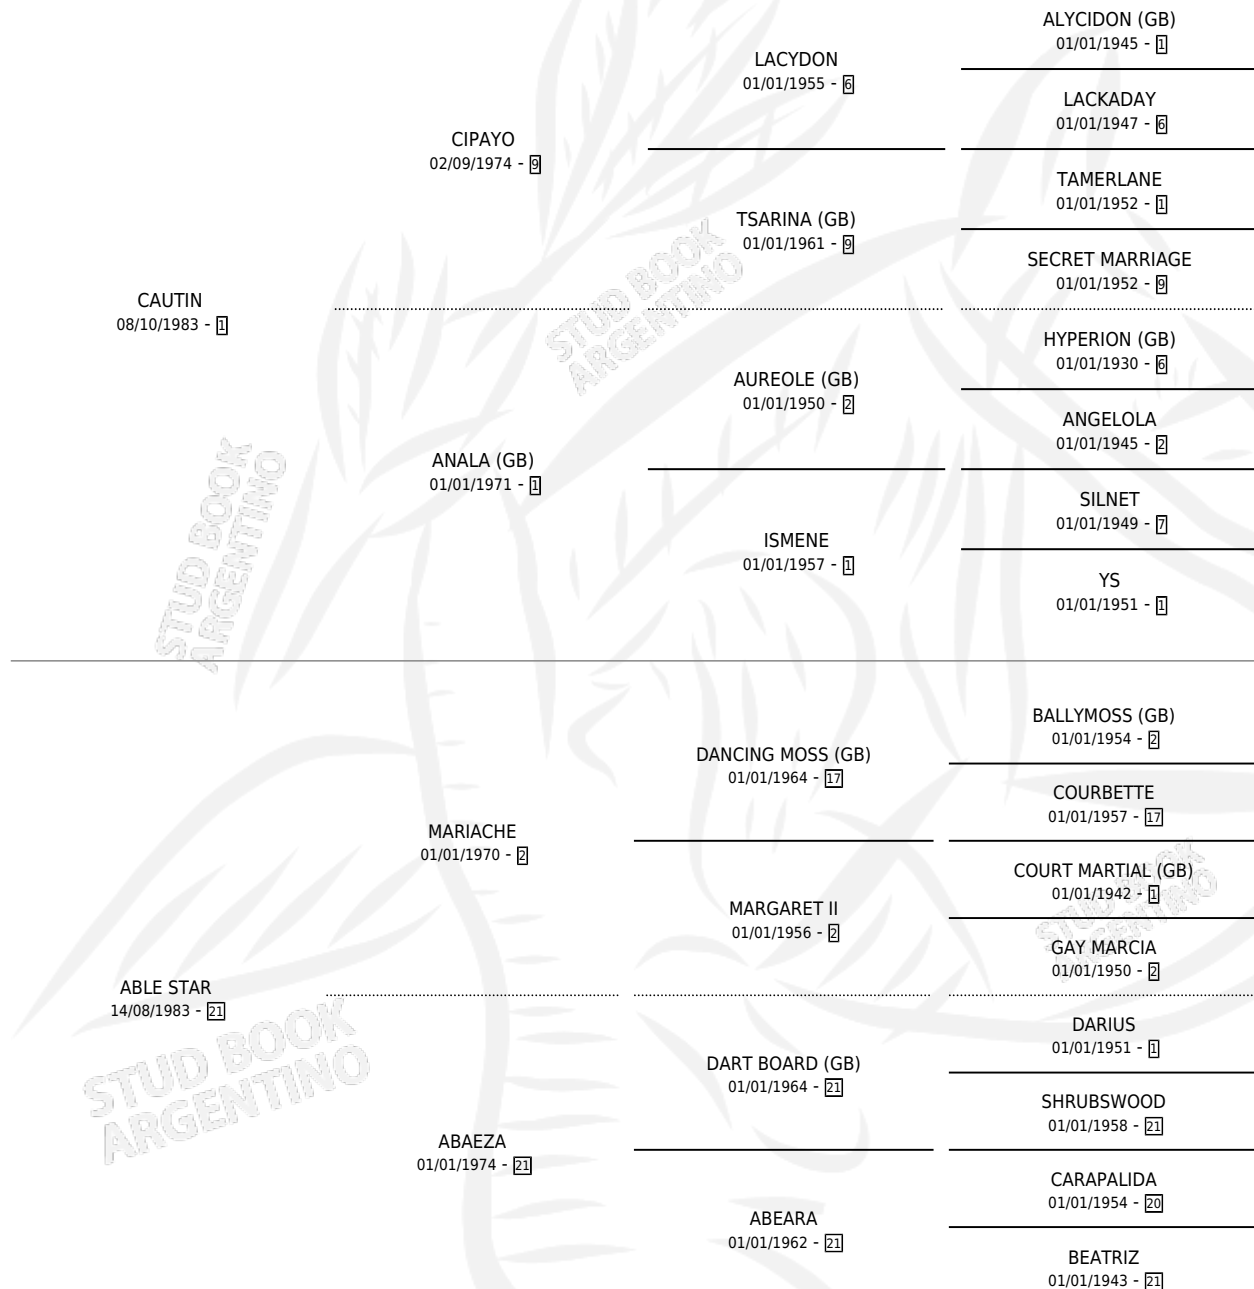 ALYCIDON (GB)
01/01/1945 - 1
LACYDON
01/01/1955 - 6
LACKADAY
01/01/1947 - 6
CIPAYO
02/09/1974 - 9
TAMERLANE
01/01/1952 - 1
TSARINA (GB)
01/01/1961 - 9
SECRET MARRIAGE
01/01/1952 - 9
STUD BOOK
ARGENTINO
CAUTIN
08/10/1983 - 1
HYPERION (GB)
01/01/1930 - 6
AUREOLE (GB)
01/01/1950 - 2
ANGELOLA
01/01/1945 - 2
ANALA (GB)
01/01/1971 - 1
SILNET
01/01/1949 - 7
ISMENE
01/01/1957 - 1
YS
01/01/1951 - 1
STUD BOOK
ARGENTINO
BALLYMOSS (GB)
01/01/1954 - 2
DANCING MOSS (GB)
01/01/1964 - 17
COURBETTE
01/01/1957 - 17
MARIACHE
01/01/1970 - 2
COURT MARTIAL (GB)
01/01/1942 - 1
MARGARET II
01/01/1956 - 2
GAY MARCIA
01/01/1950 - 2
STUD BOOK
ARGENTINO
ABLE STAR
14/08/1983 - 21
DARIUS
01/01/1951 - 1
DART BOARD (GB)
01/01/1964 - 21
SHRUBSWOOD
01/01/1958 - 21
STUD BOOK
ARGENTINO
ABAEZA
01/01/1974 - 21
CARAPALIDA
01/01/1954 - 20
ABEARA
01/01/1962 - 21
BEATRIZ
01/01/1943 - 21